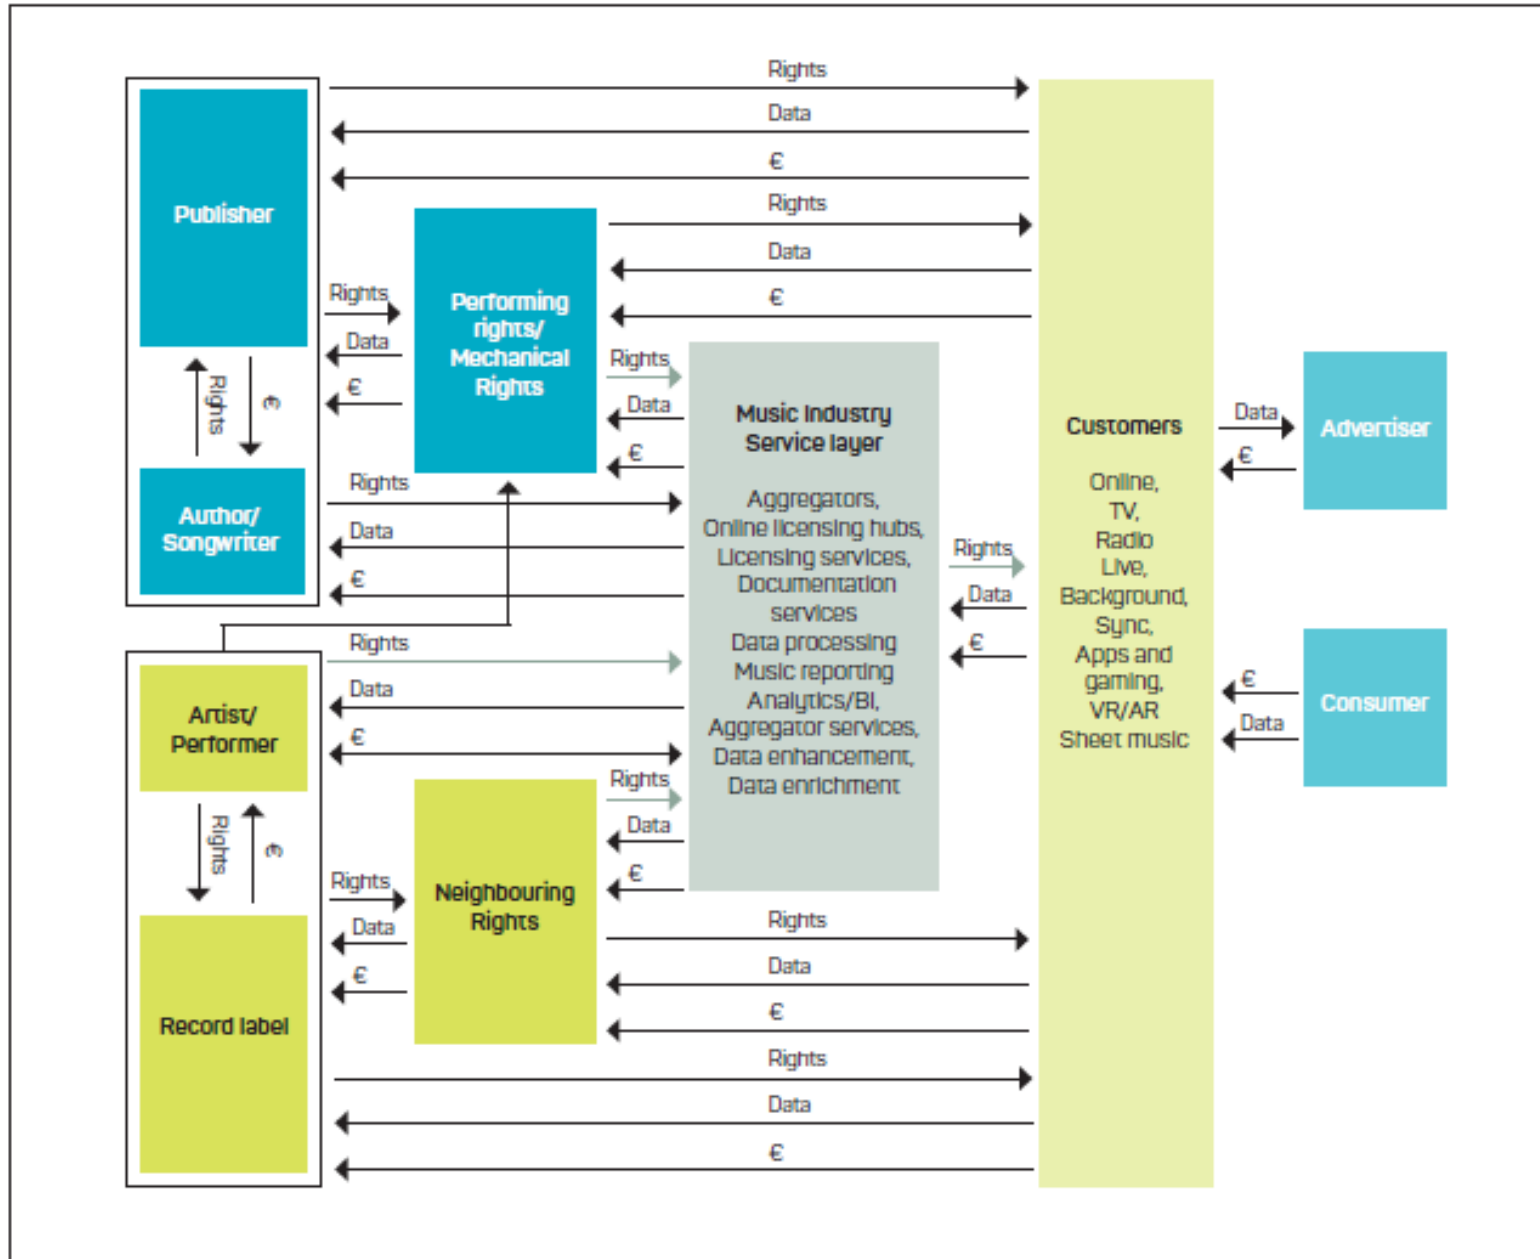 Rights
Data
€
Publisher
Rights
Data
€
Rights
Data
€
Performing
rights/
Mechanical
Rights
Rights
€
Rights
Data
€
Author/
Songwriter
Rights
Data
€
Music Industry
Service layer
Aggregators,
Online licensing hubs,
Licensing services,
Documentation
services
Data processing
Music reporting
Analytics/BI,
Aggregator services,
Data enhancement,
Data enrichment
Rights
Data
€
Customers
Online,
TV,
Radio
Live,
Background,
Sync,
Apps and
gaming,
VR/AR
Sheet music
Data
€
Advertiser
€
Data
Consumer
Artist/
Performer
Rights
Data
€
Rights
€
Record label
Rights
Data
€
Neighbouring
Rights
Rights
Data
€
Rights
Data
€
Rights
Data
€